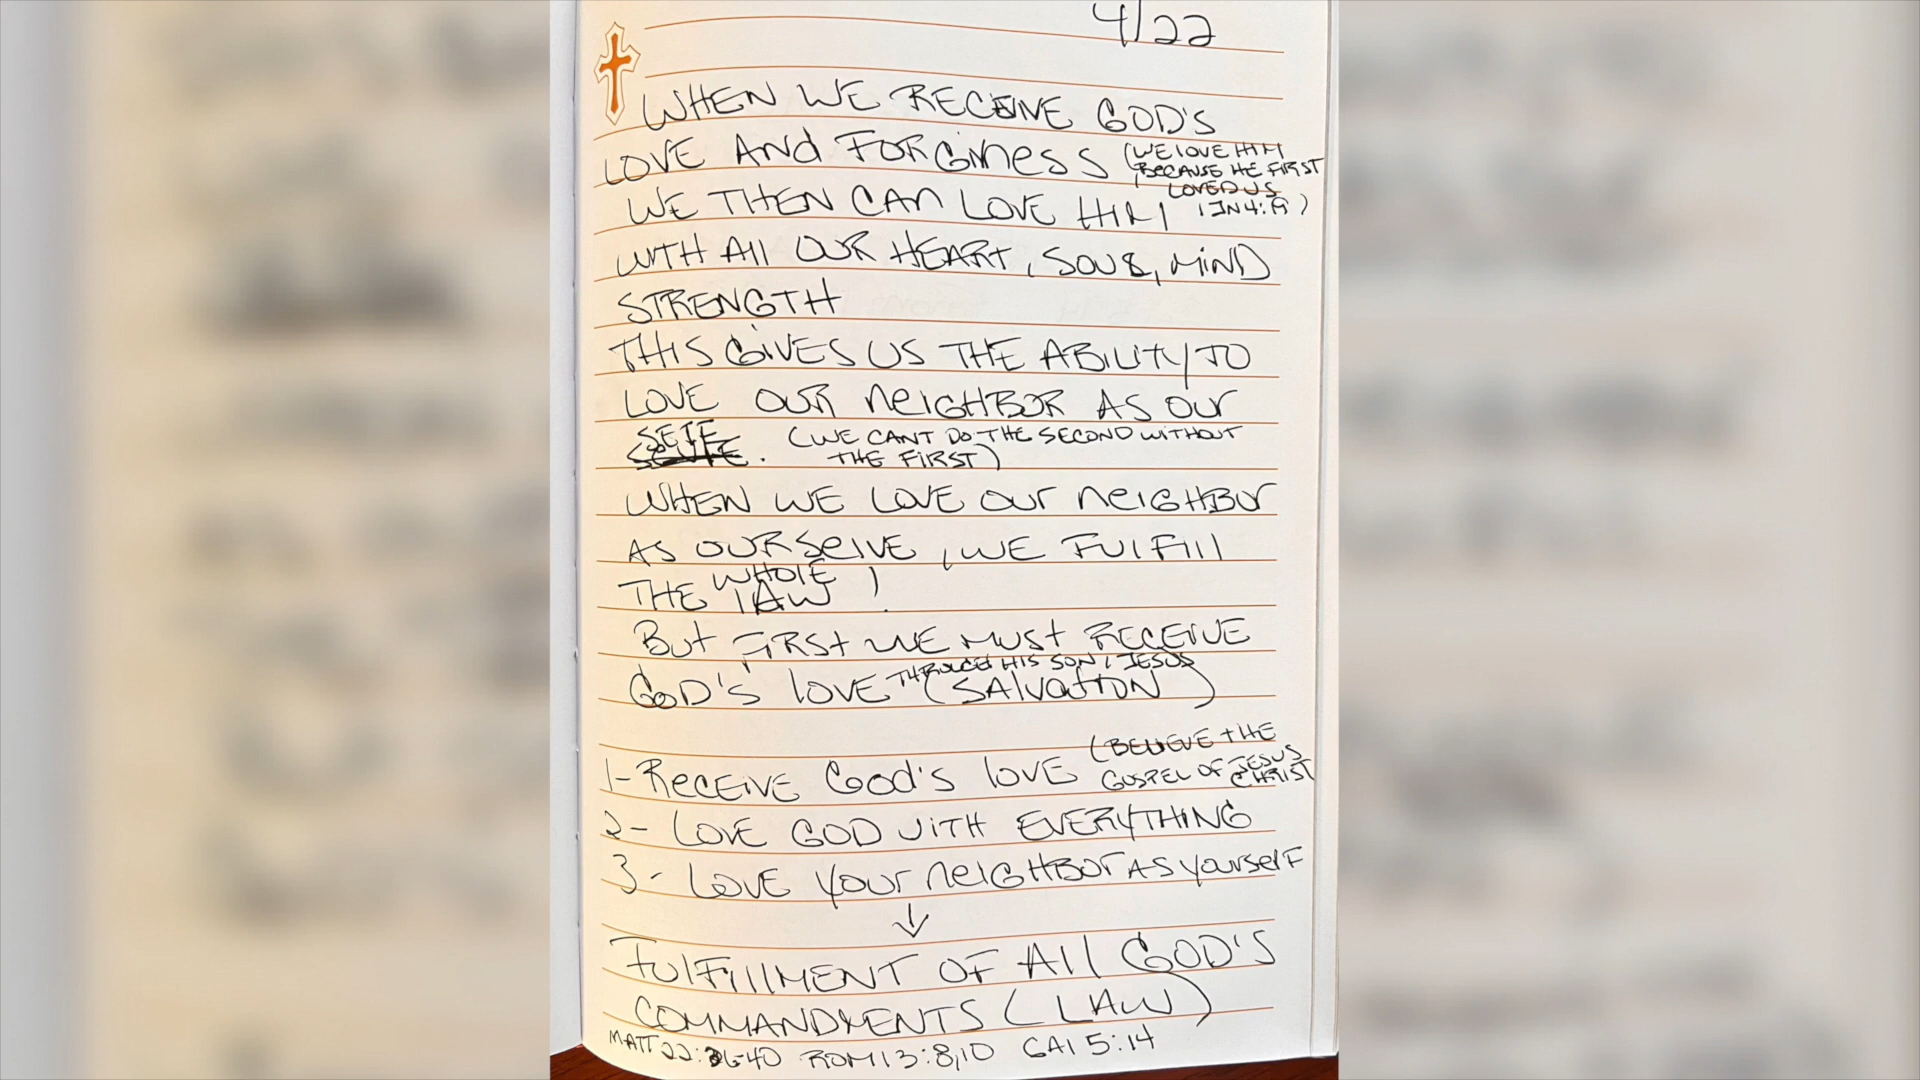 4/22
WHEN WE RECEIVE GOD'S
LOVE AND FORGIVNESS (WE LOVE HIM
BECAUSE HE FIRST
LOVED US
1 JN 4:19)
WE THEN CAN LOVE HIM
WITH All OUR HEART, SOUL, MIND
STRENGTH
THIS GIVES US THE ABILITY TO
LOVE OUR NEIGHBOR AS OUR
SELF. (WE CANT DO THE SECOND WITHOUT
THE FIRST)
WHEN WE LOVE OUR NEIGHBOR
AS OURSELVE, WE FULFILL
THE WHOLE LAW!
But FIRST WE MUST RECEIVE
GOD'S LOVE THROUGH HIS SON, JESUS
(SALVATION)
1- RECEIVE GOD'S LOVE (BELIEVE THE
GOSPEL OF JESUS
CHRIST
2- LOVE GOD WITH EVERYTHING
3- LOVE YOUR NEIGHBOR AS YOURSELF
↓
FULFILLMENT OF All GOD'S
COMMANDMENTS (LAW)
MATT 22:36-40 ROM 13:8,10 GAL 5:14